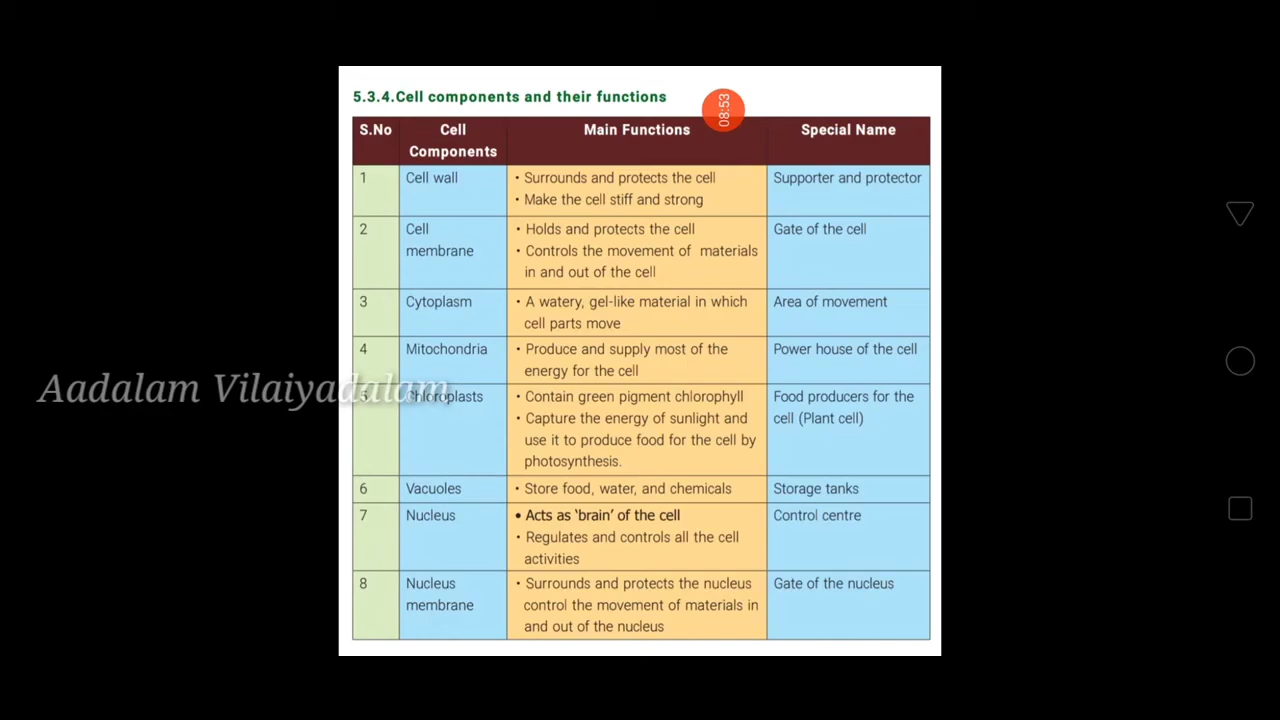 5.3.4.Cell components and their functions
08:53
S.No Cell Components Main Functions Special Name
1 Cell wall • Surrounds and protects the cell Supporter and protector
• Make the cell stiff and strong
2 Cell membrane • Holds and protects the cell Gate of the cell
• Controls the movement of materials
in and out of the cell
3 Cytoplasm • A watery, gel-like material in which Area of movement
cell parts move
4 Mitochondria • Produce and supply most of the Power house of the cell
energy for the cell
Aadalam Vilaiyadalam
5 Chloroplasts • Contain green pigment chlorophyll Food producers for the
• Capture the energy of sunlight and cell (Plant cell)
use it to produce food for the cell by
photosynthesis.
6 Vacuoles • Store food, water, and chemicals Storage tanks
7 Nucleus • Acts as ‘brain’ of the cell Control centre
• Regulates and controls all the cell
activities
8 Nucleus membrane • Surrounds and protects the nucleus Gate of the nucleus
control the movement of materials in
and out of the nucleus